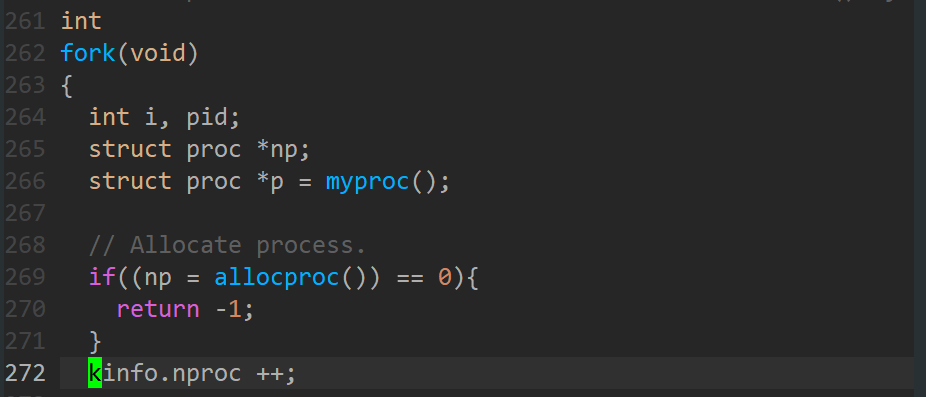 261 int
262 fork(void)
263 {
264   int i, pid;
265   struct proc *np;
266   struct proc *p = myproc();
267
268   // Allocate process.
269   if((np = allocproc()) == 0){
270     return -1;
271   }
272   kinfo.nproc ++;